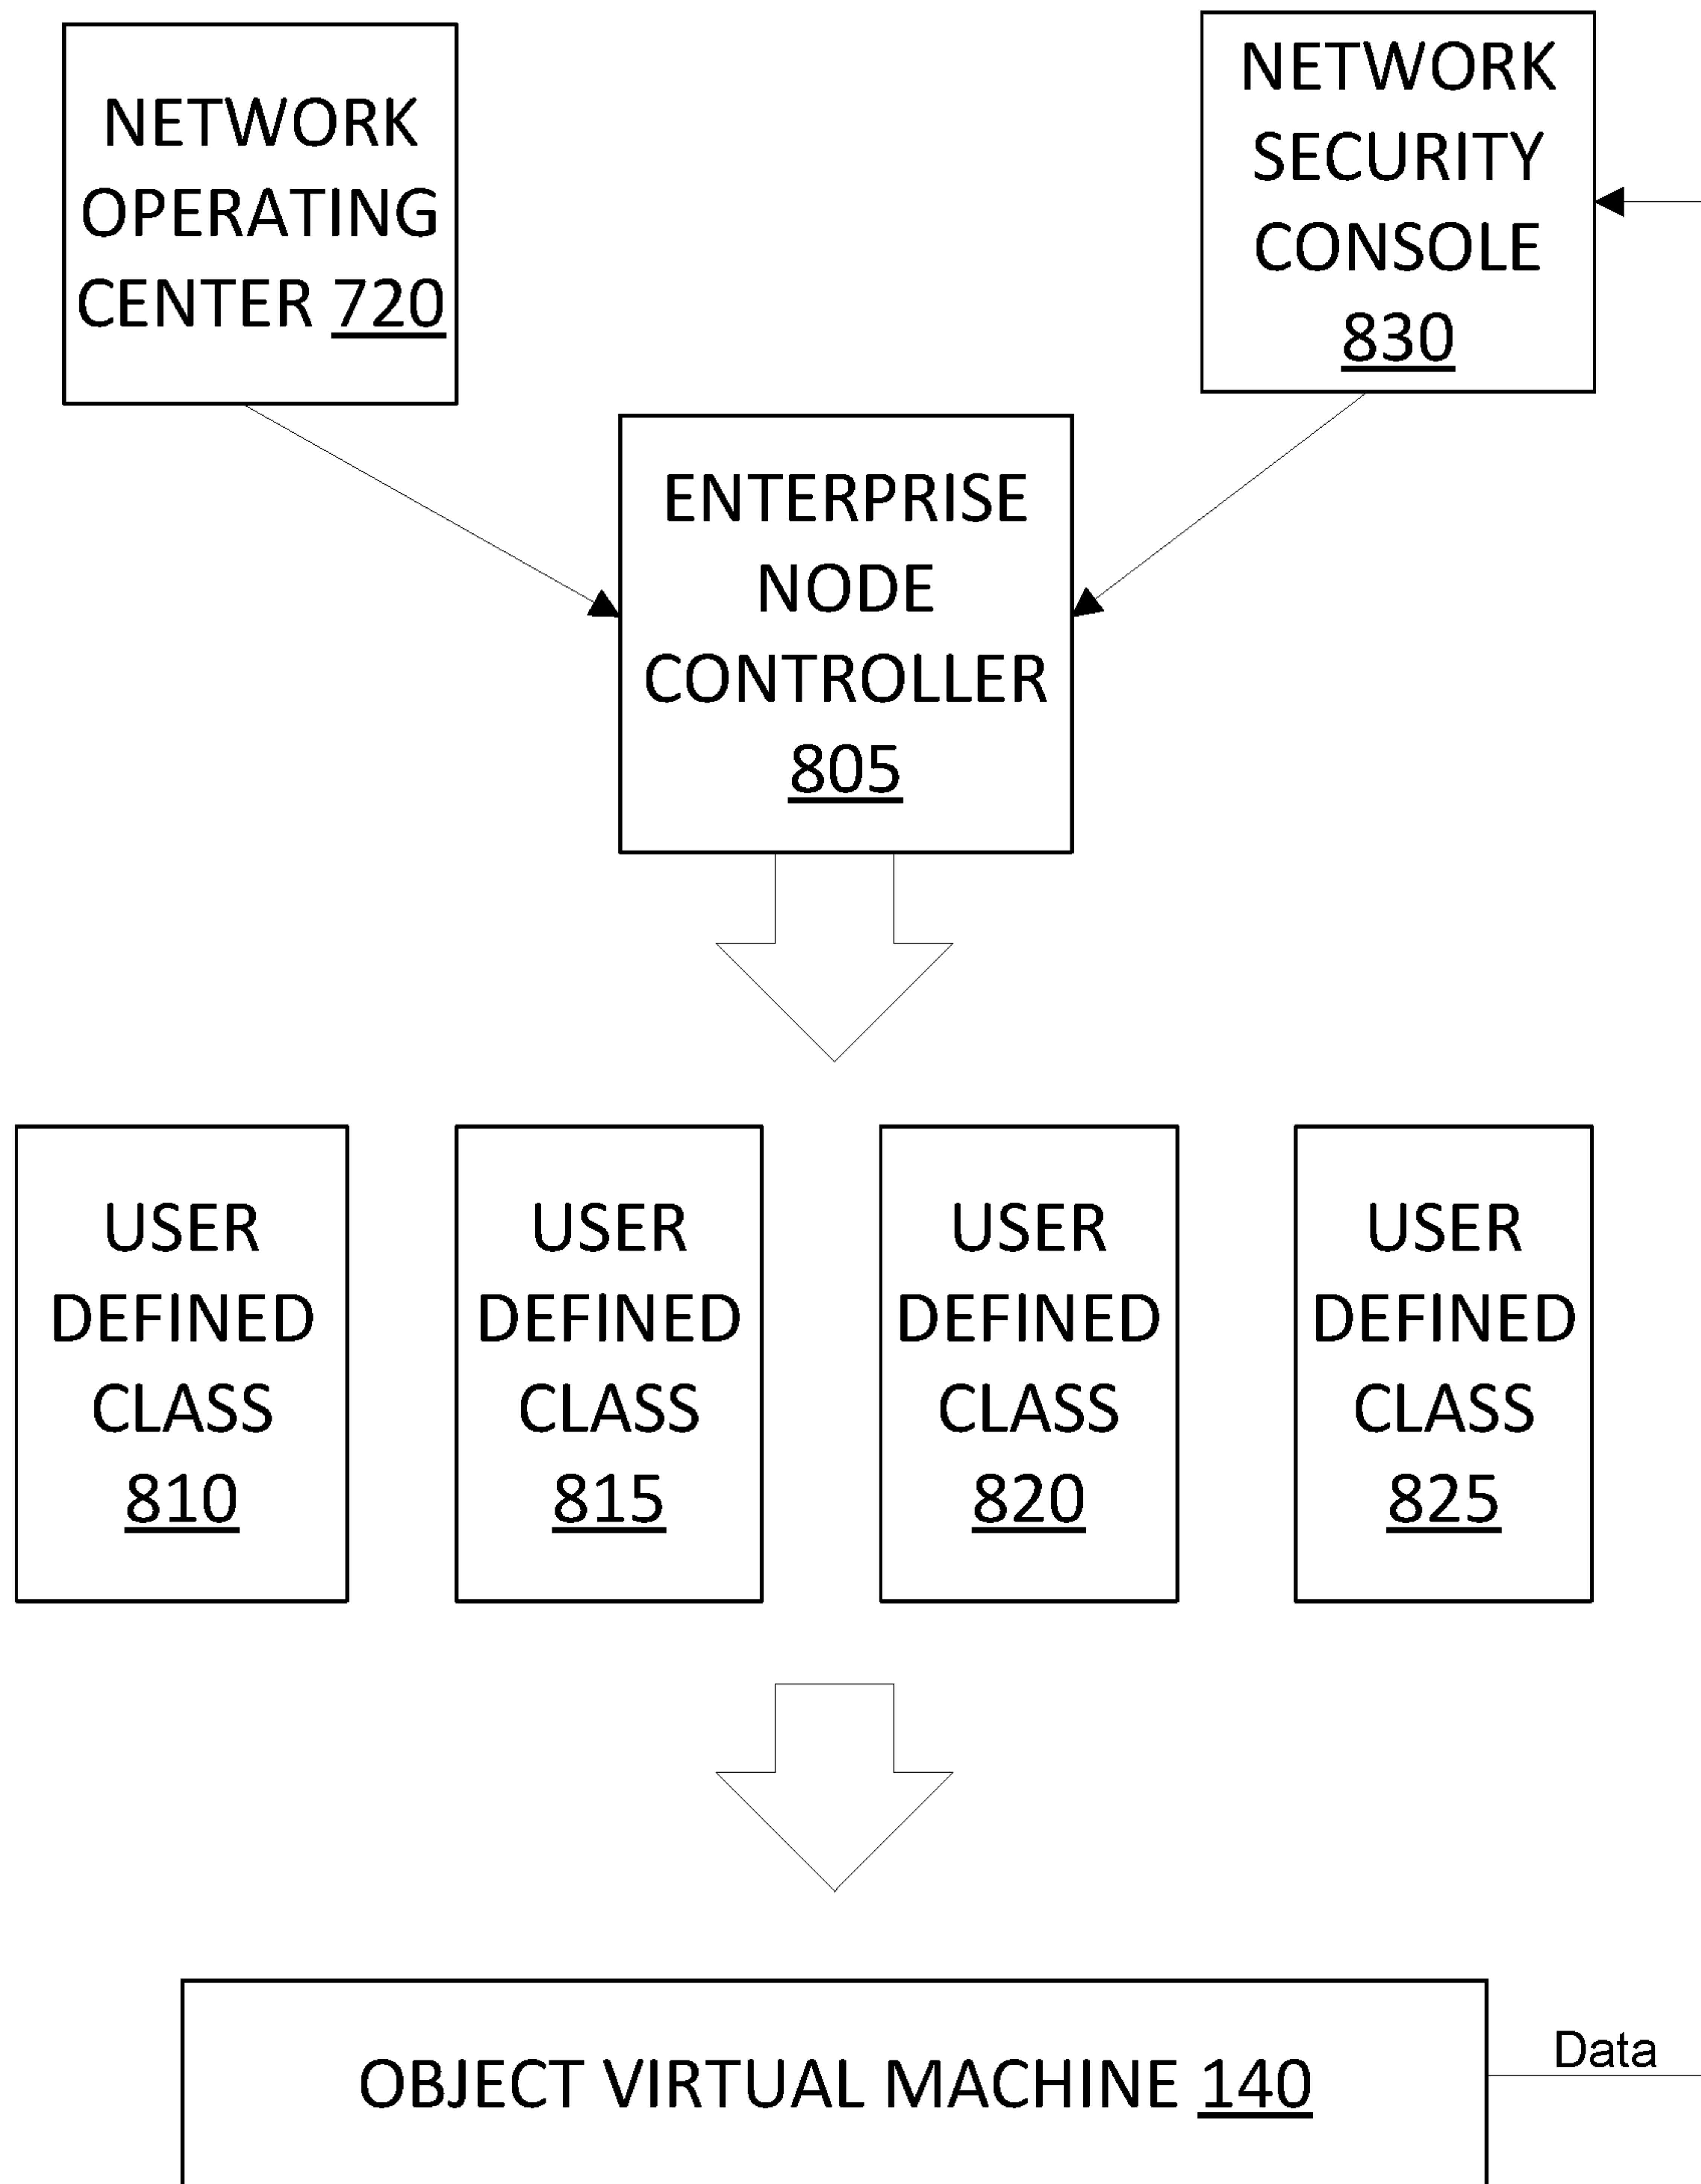 NETWORK
OPERATING
CENTER 720
NETWORK
SECURITY
CONSOLE
830
ENTERPRISE
NODE
CONTROLLER
805
USER
DEFINED
CLASS
810
USER
DEFINED
CLASS
815
USER
DEFINED
CLASS
820
USER
DEFINED
CLASS
825
OBJECT VIRTUAL MACHINE 140
Data